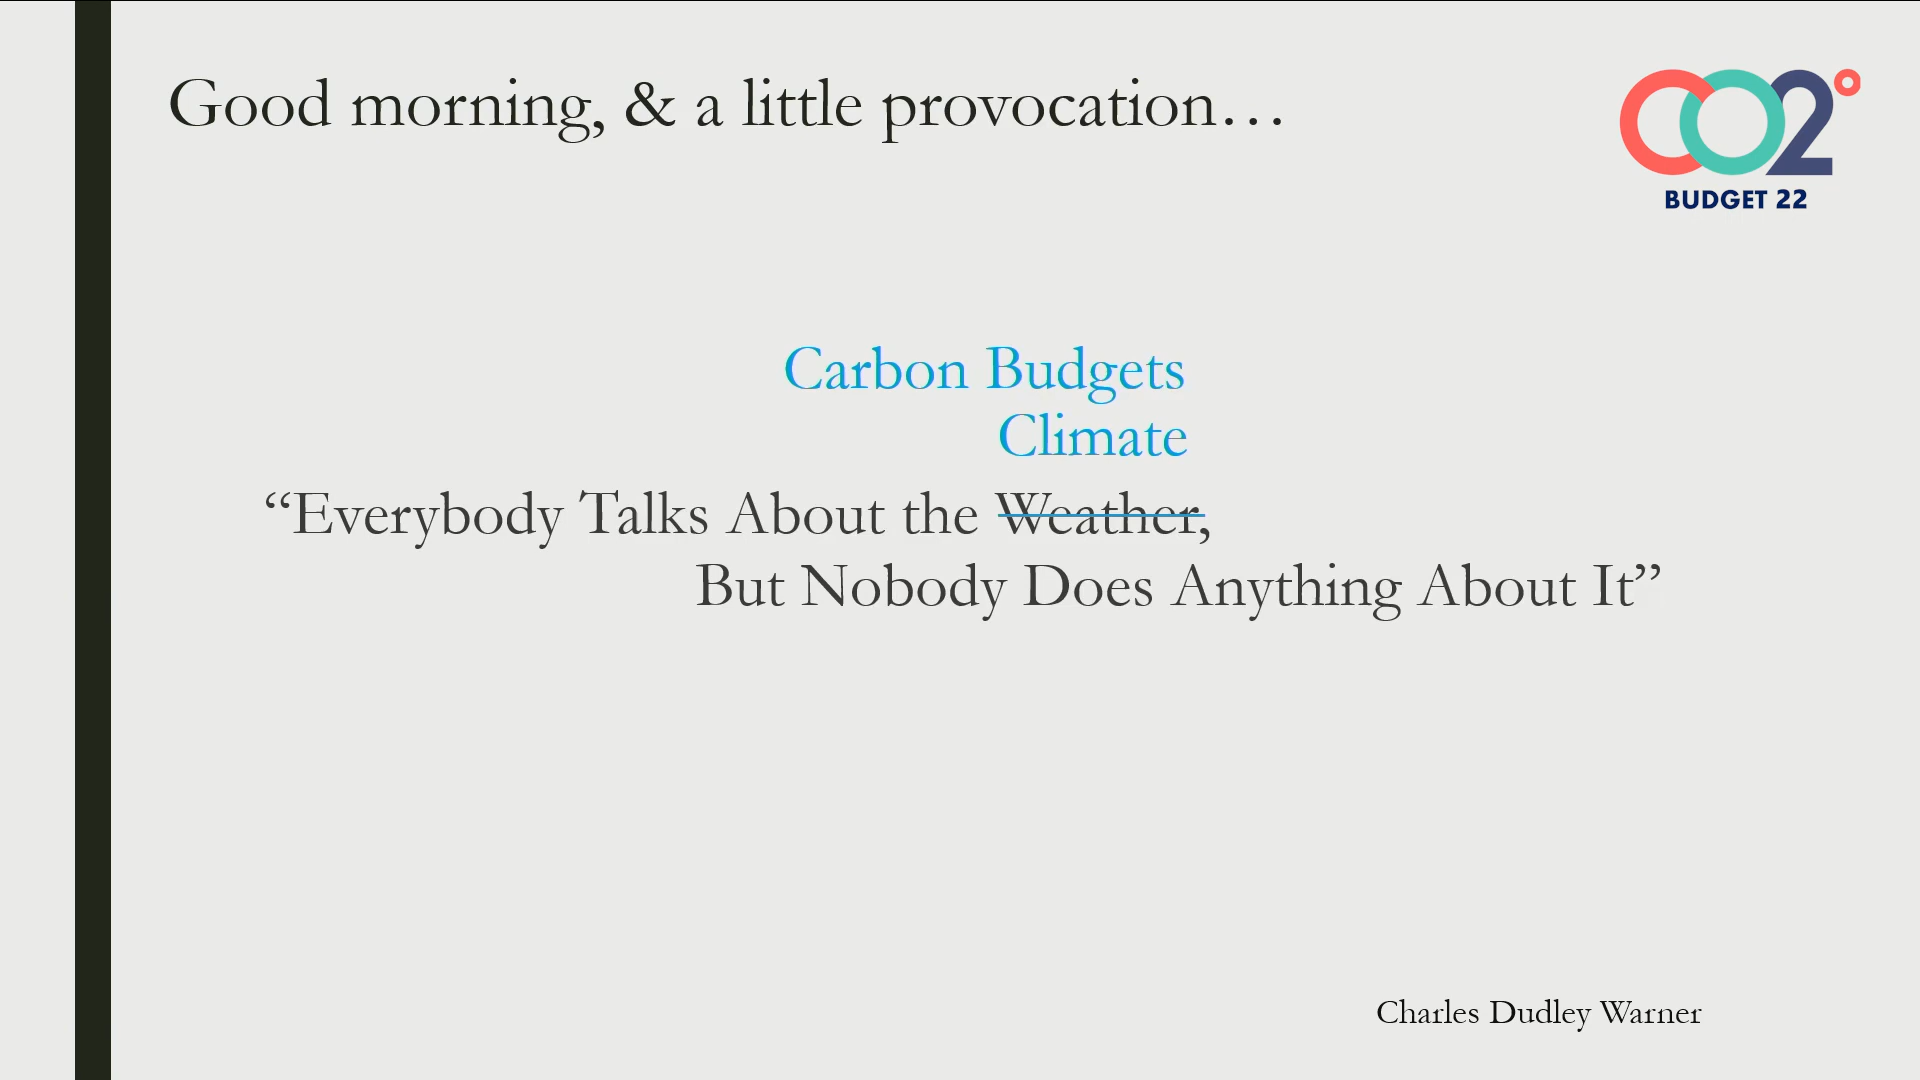 Good morning, & a little provocation…
CO2°
BUDGET 22
Carbon Budgets
Climate
“Everybody Talks About the Weather,
But Nobody Does Anything About It”
Charles Dudley Warner